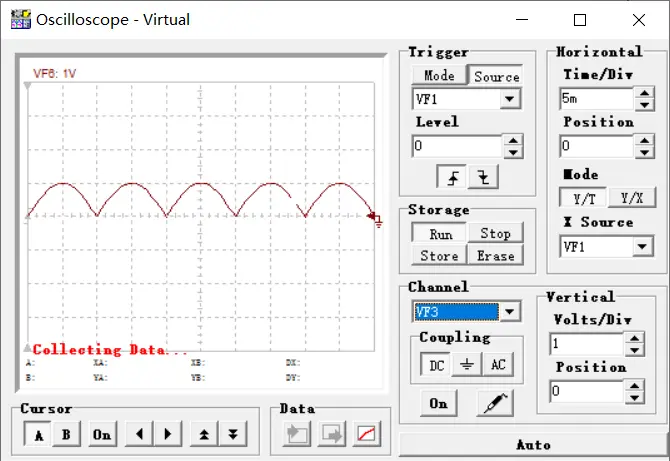 Oscilloscope - Virtual
VF6: 1V
Collecting Data...
A: XA: XB: DX:
B: YA: YB: DY:
Cursor
A B On
Data
Trigger
Mode Source
VF1
Level
0
Storage
Run Stop
Store Erase
Horizontal
Time/Div
5m
Position
0
Mode
Y/T Y/X
X Source
VF1
Channel
VF3
Coupling
DC AC
On
Vertical
Volts/Div
1
Position
0
Auto